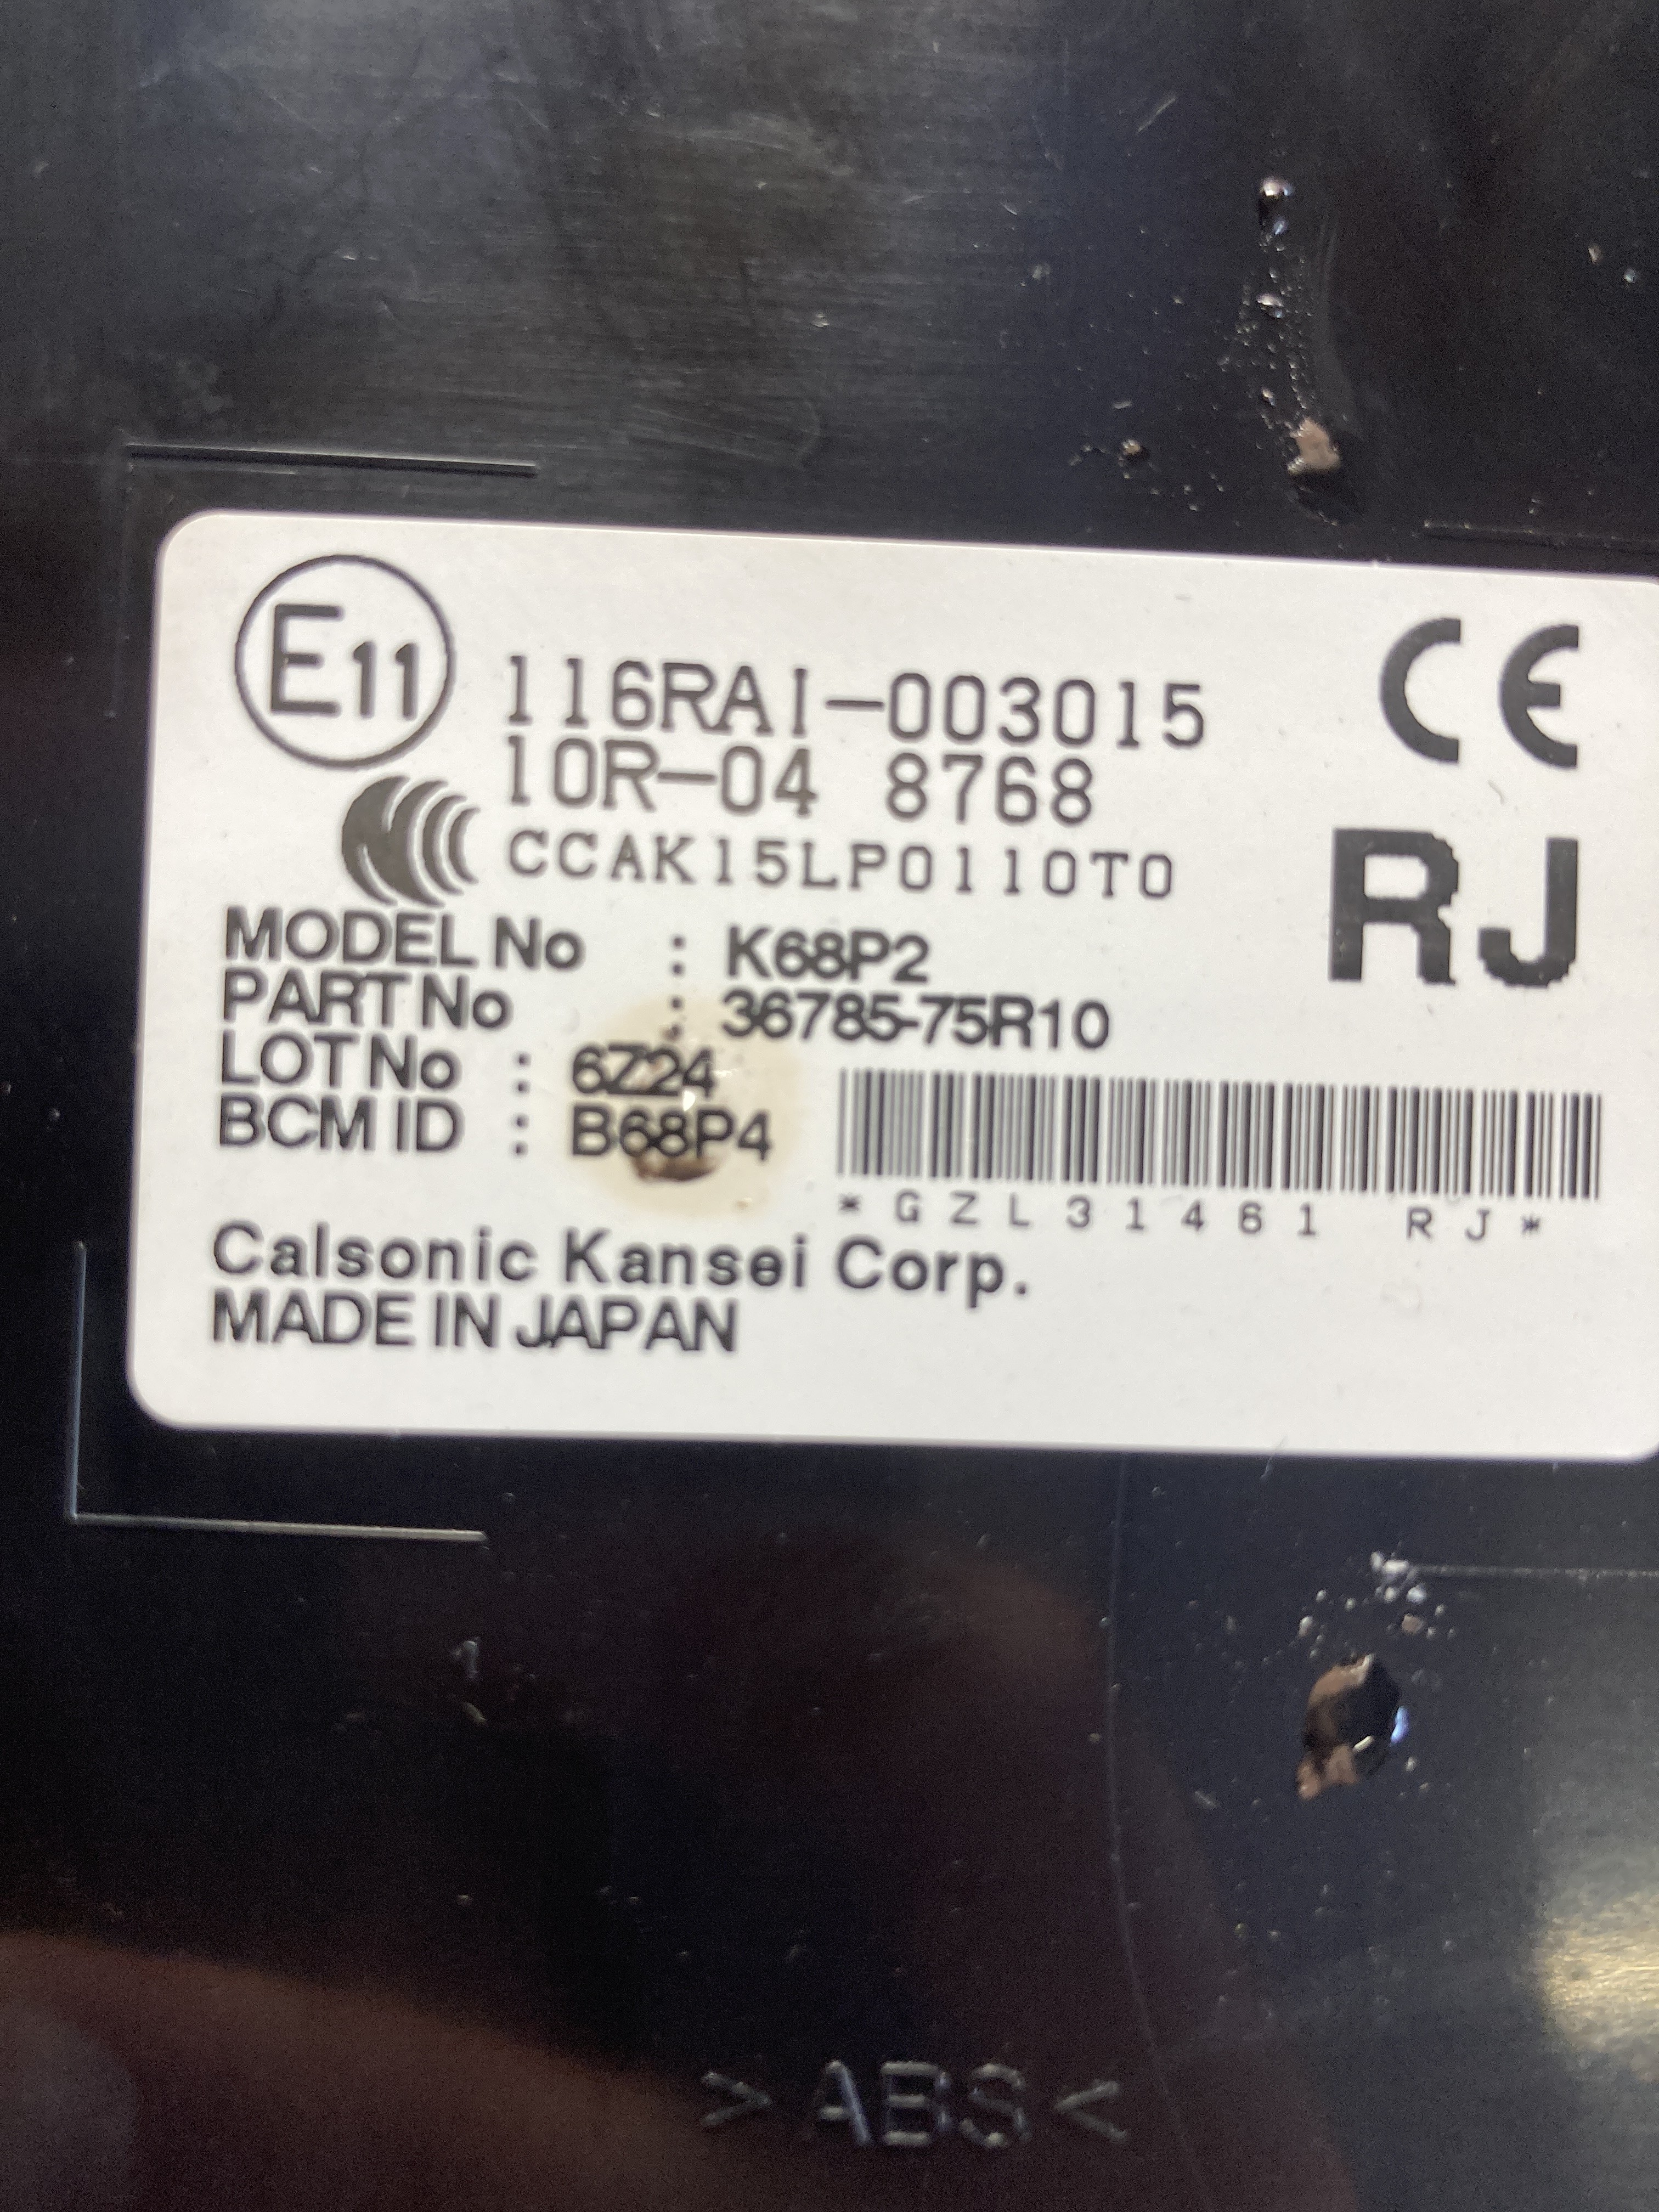 E11 116RAI-003015 CE
10R-04 8768
CCC CCAK15LP0110T0 RJ
MODEL No : K68P2
PART No : 36785-75R10
LOT No : 6Z24
BCM ID : B68P4
*GZL31461 RJ*
Calsonic Kansei Corp.
MADE IN JAPAN
>ABS<